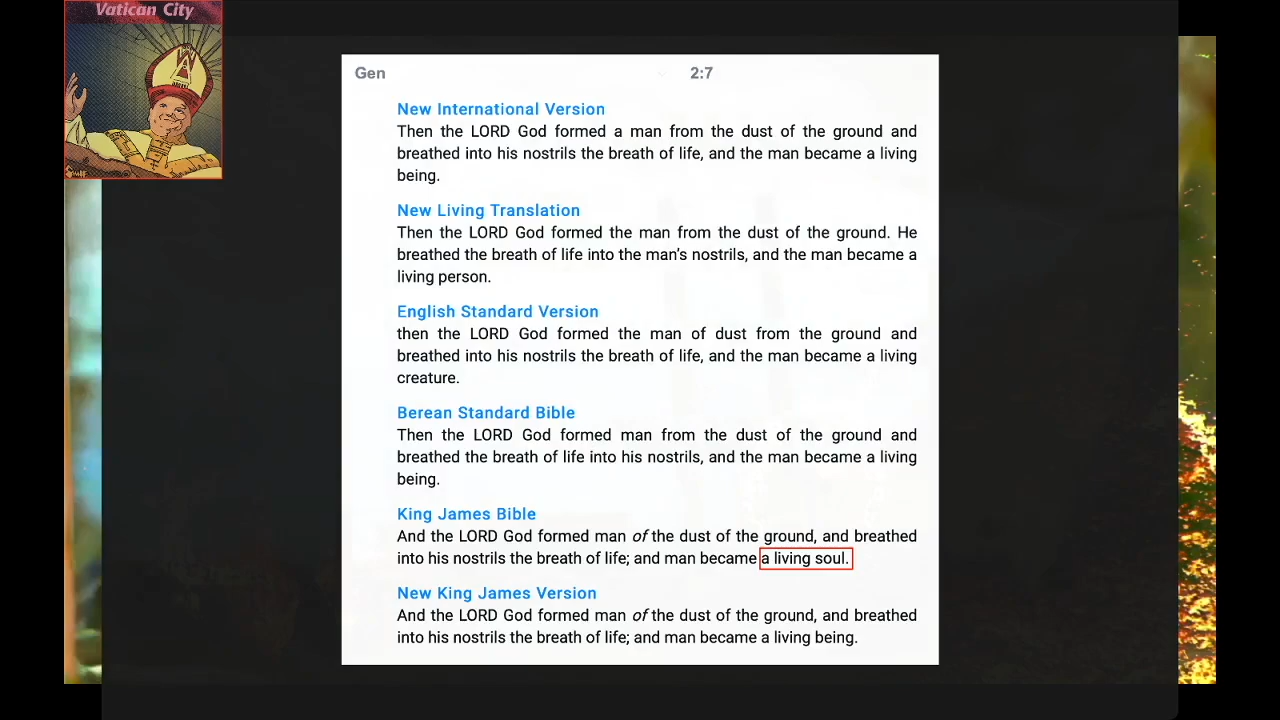 Vatican City
Gen 2:7
New International Version
Then the LORD God formed a man from the dust of the ground and
breathed into his nostrils the breath of life, and the man became a living
being.
New Living Translation
Then the LORD God formed the man from the dust of the ground. He
breathed the breath of life into the man’s nostrils, and the man became a
living person.
English Standard Version
then the LORD God formed the man of dust from the ground and
breathed into his nostrils the breath of life, and the man became a living
creature.
Berean Standard Bible
Then the LORD God formed man from the dust of the ground and
breathed the breath of life into his nostrils, and the man became a living
being.
King James Bible
And the LORD God formed man of the dust of the ground, and breathed
into his nostrils the breath of life; and man became a living soul.
New King James Version
And the LORD God formed man of the dust of the ground, and breathed
into his nostrils the breath of life; and man became a living being.